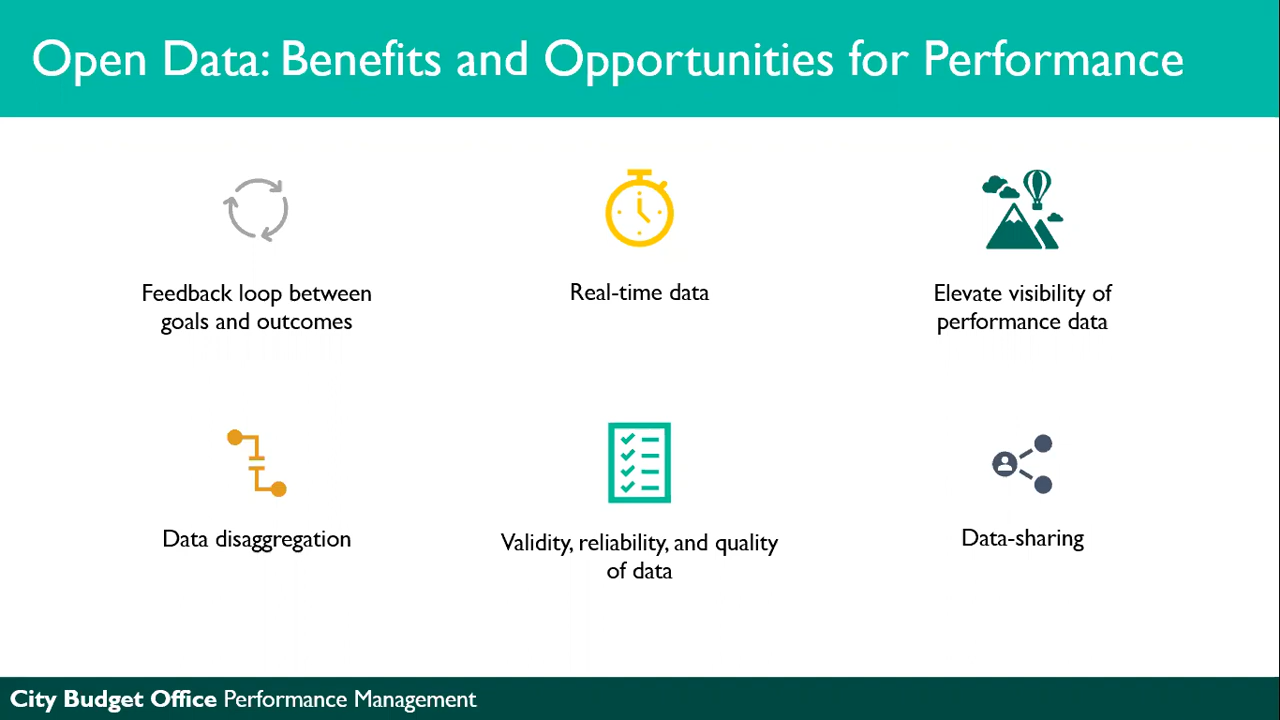 Open Data: Benefits and Opportunities for Performance
Feedback loop between
goals and outcomes
Real-time data
Elevate visibility of
performance data
Data disaggregation
Validity, reliability, and quality
of data
Data-sharing
City Budget Office Performance Management